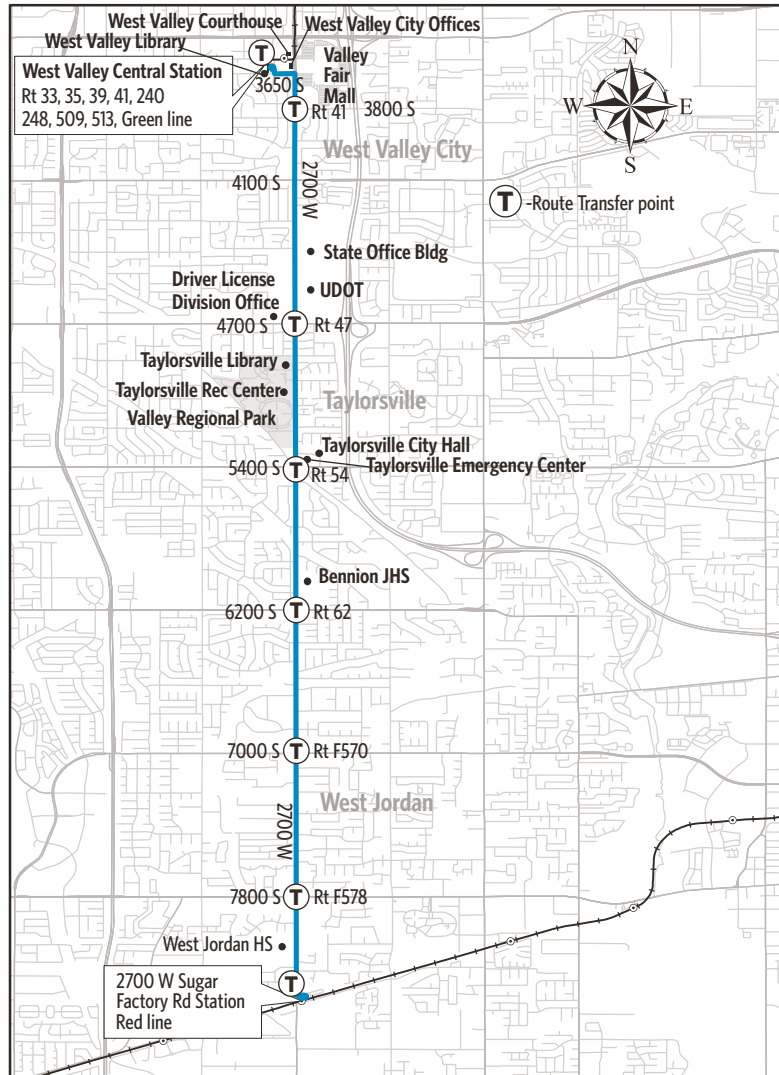 West Valley Courthouse
West Valley City Offices
West Valley Library
T
Valley
Fair
Mall
West Valley Central Station
Rt 33, 35, 39, 41, 240
248, 509, 513, Green line
3650 S
T
Rt 41
3800 S
N
W
E
S
West Valley City
4100 S
2700 W
T
-Route Transfer point
State Office Bldg
Driver License
Division Office
UDOT
4700 S
T
Rt 47
Taylorsville Library
Taylorsville Rec Center
Taylorsville
Valley Regional Park
Taylorsville City Hall
Taylorsville Emergency Center
5400 S
T
Rt 54
Bennion JHS
6200 S
T
Rt 62
7000 S
T
Rt F570
West Jordan
2700 W
7800 S
T
Rt F578
West Jordan HS
T
2700 W Sugar
Factory Rd Station
Red line